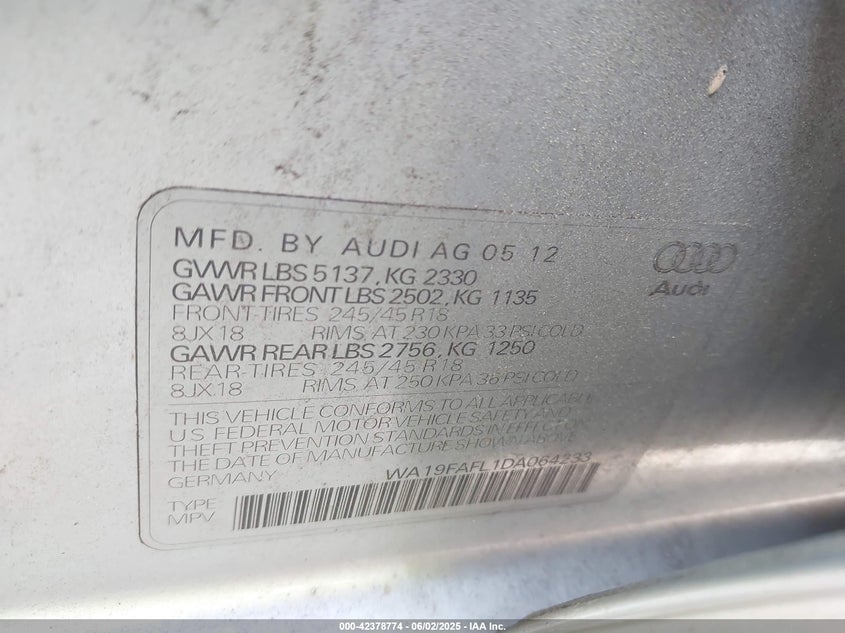 MFD. BY AUDI AG 05 12
GVWR LBS 5137, KG 2330
GAWR FRONT LBS 2502, KG 1135
FRONT-TIRES 245/45 R18
8JX18 RIMS AT 230 KPA 33 PSI COLD
GAWR REAR LBS 2756, KG 1250
REAR-TIRES 245/45 R18
8JX18 RIMS AT 250 KPA 36 PSI COLD
THIS VEHICLE CONFORMS TO ALL APPLICABLE
U S FEDERAL MOTOR VEHICLE SAFETY AND
THEFT PREVENTION STANDARDS IN EFFECT ON
THE DATE OF MANUFACTURE SHOWN ABOVE
GERMANY WA19FAFL1DA064233
TYPE
MPV
Audi
000-42378774 - 06/02/2025 - IAA Inc.